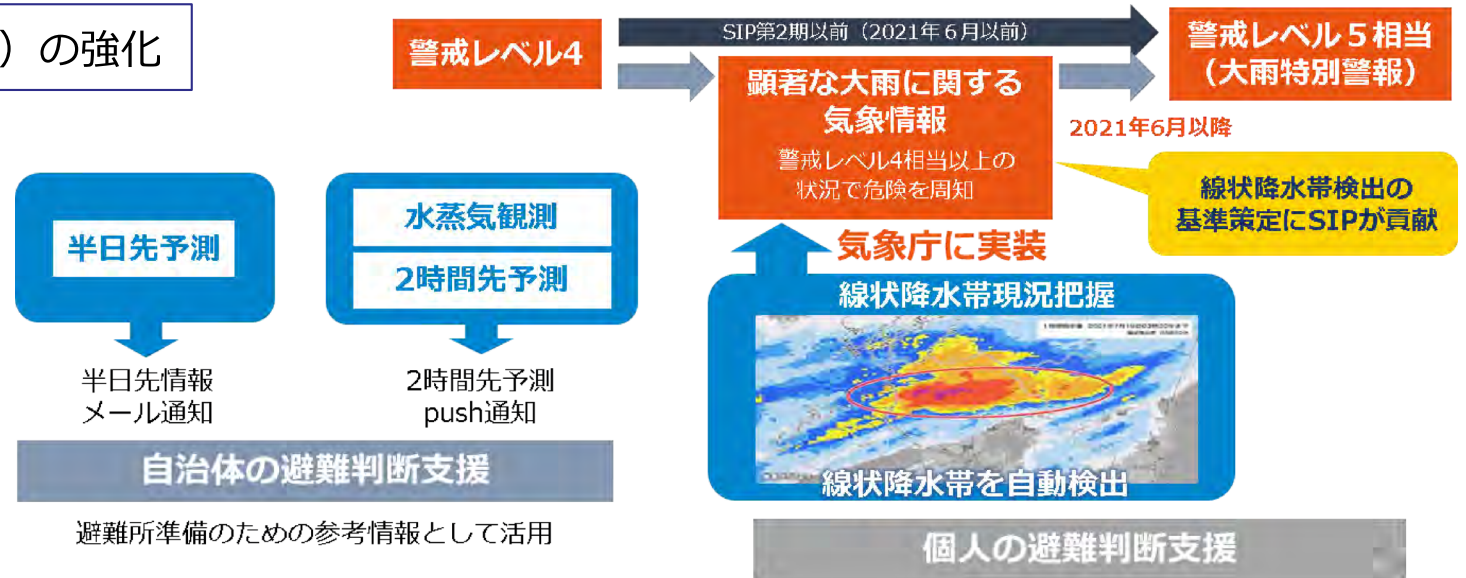 ）の強化
警戒レベル4
SIP第2期以前（2021年６月以前）
警戒レベル５相当
（大雨特別警報）
顕著な大雨に関する
気象情報
警戒レベル4相当以上の
状況で危険を周知
2021年6月以降
線状降水帯検出の
基準策定にSIPが貢献
半日先予測
水蒸気観測
2時間先予測
気象庁に実装
線状降水帯現況把握
線状降水帯を自動検出
半日先情報
メール通知
2時間先予測
push通知
自治体の避難判断支援
避難所準備のための参考情報として活用
個人の避難判断支援